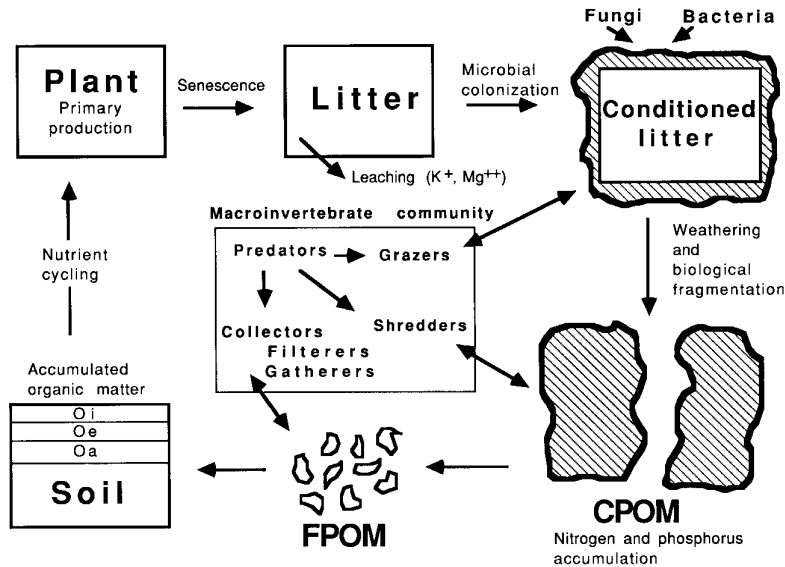 Fungi Bacteria
Plant
Primary
production
Senescence
Litter
Microbial
colonization
Conditioned
litter
Leaching (K+, Mg++)
Macroinvertebrate community
Predators
Grazers
Collectors
Filterers
Gatherers
Shredders
Weathering
and
biological
fragmentation
Nutrient
cycling
Accumulated
organic matter
Oi
Oe
Oa
Soil
FPOM
CPOM
Nitrogen and phosphorus
accumulation